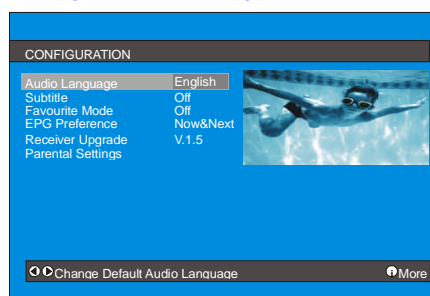 CONFIGURATION
Audio Language English
Subtitle Off
Favourite Mode Off
EPG Preference Now&Next
Receiver Upgrade V.1.5
Parental Settings
Change Default Audio Language
i More